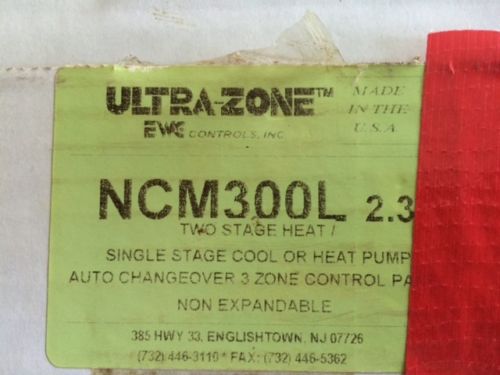 ULTRA-ZONE™
EWC CONTROLS, INC
MADE
IN THE
U.S.A.
NCM300L 2.3
TWO STAGE HEAT /
SINGLE STAGE COOL OR HEAT PUMP
AUTO CHANGEOVER 3 ZONE CONTROL PA
NON EXPANDABLE
385 HWY 33, ENGLISHTOWN, NJ 07726
(732) 446-3110 * FAX: (732) 446-5362